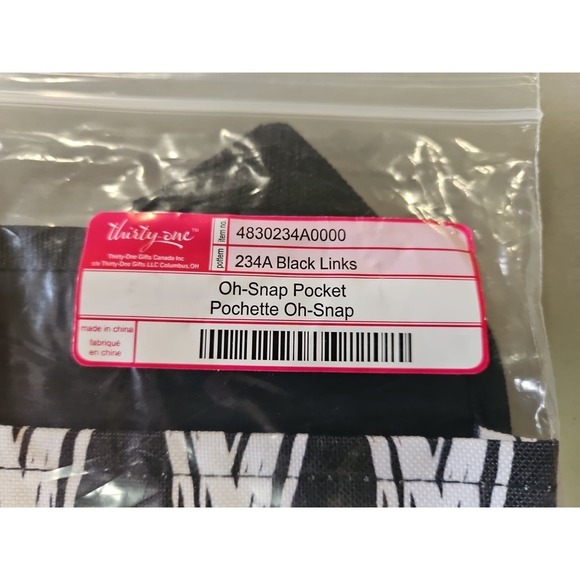 thirty-one™
Thirty-One Gifts Canada Inc
Thirty-One Gifts LLC Columbus, OH
item no.
4830234A0000
pattern
234A Black Links
Oh-Snap Pocket
Pochette Oh-Snap
made in china
fabriqué
en chine